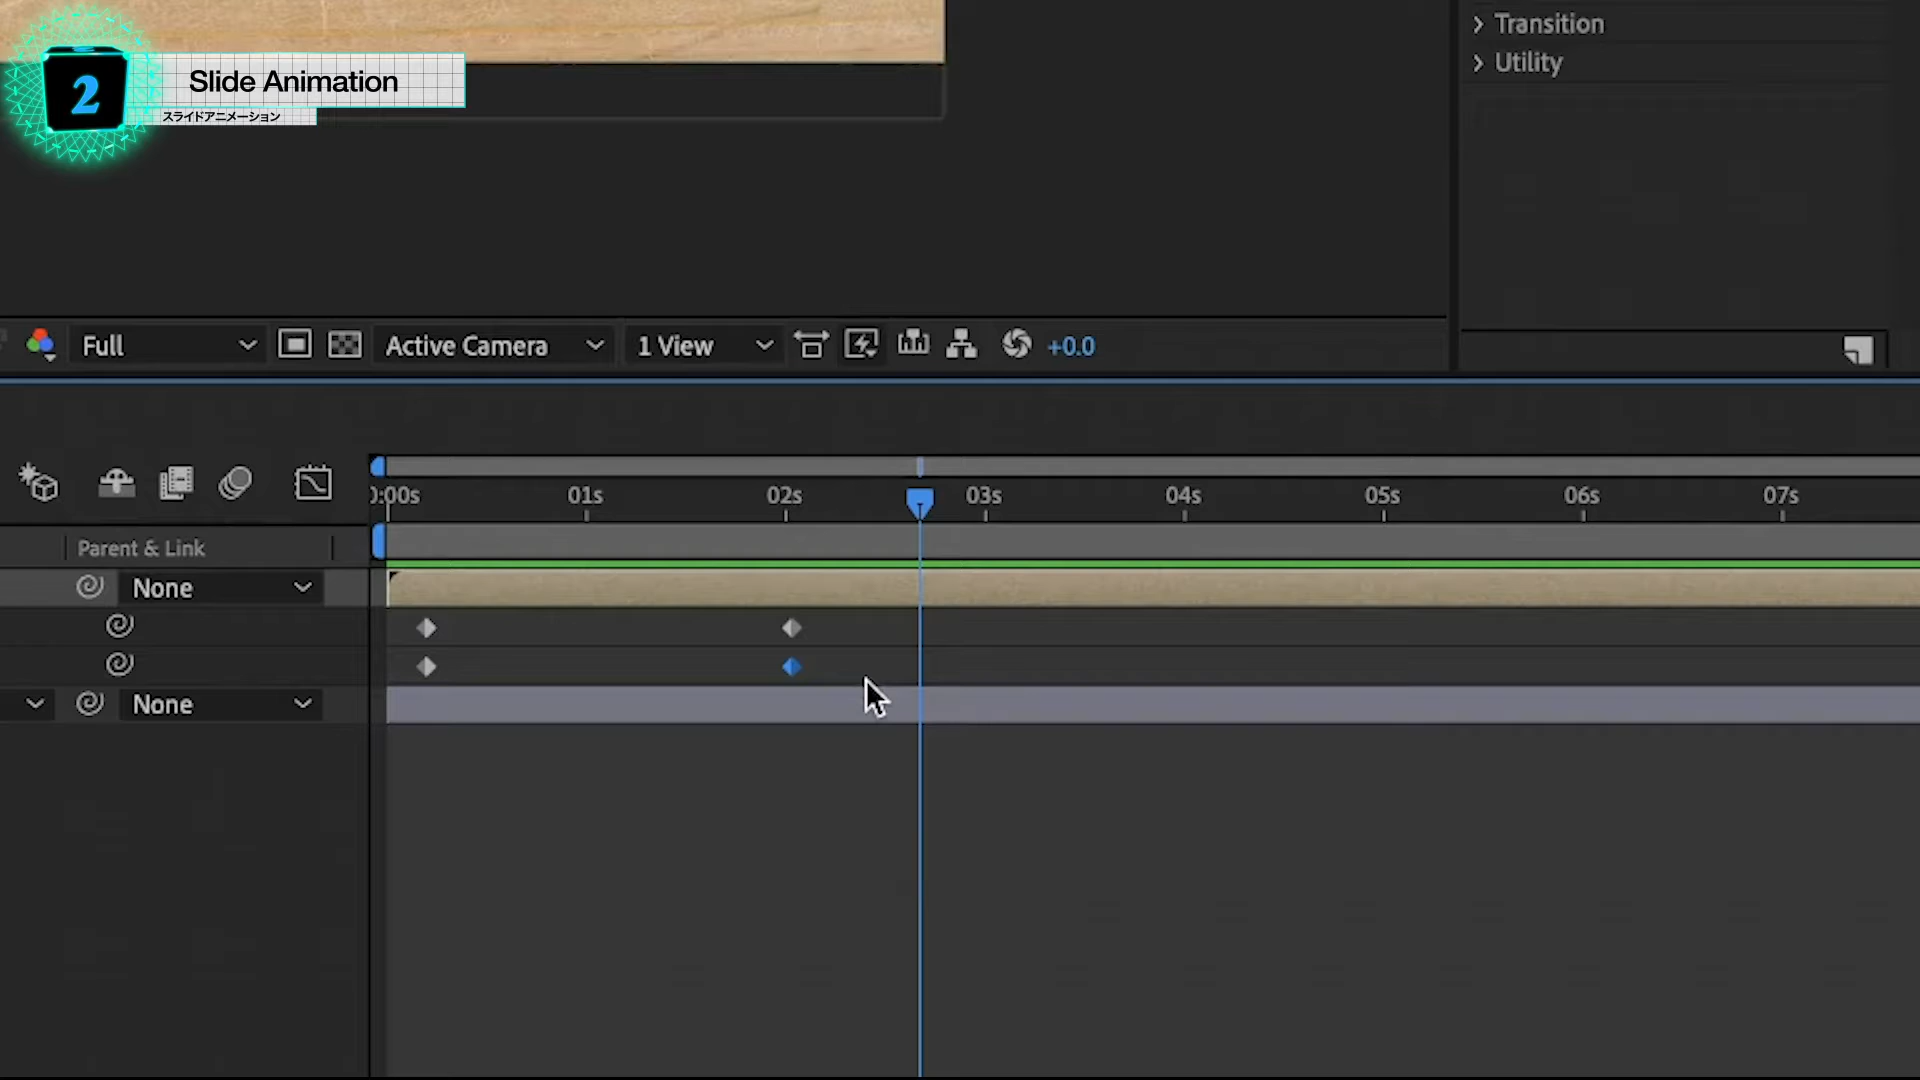 Transition
Utility
2
Slide Animation
スライドアニメーション
Full
Active Camera
1 View
+0.0
0:00s 01s 02s 03s 04s 05s 06s 07s
Parent & Link
None
None